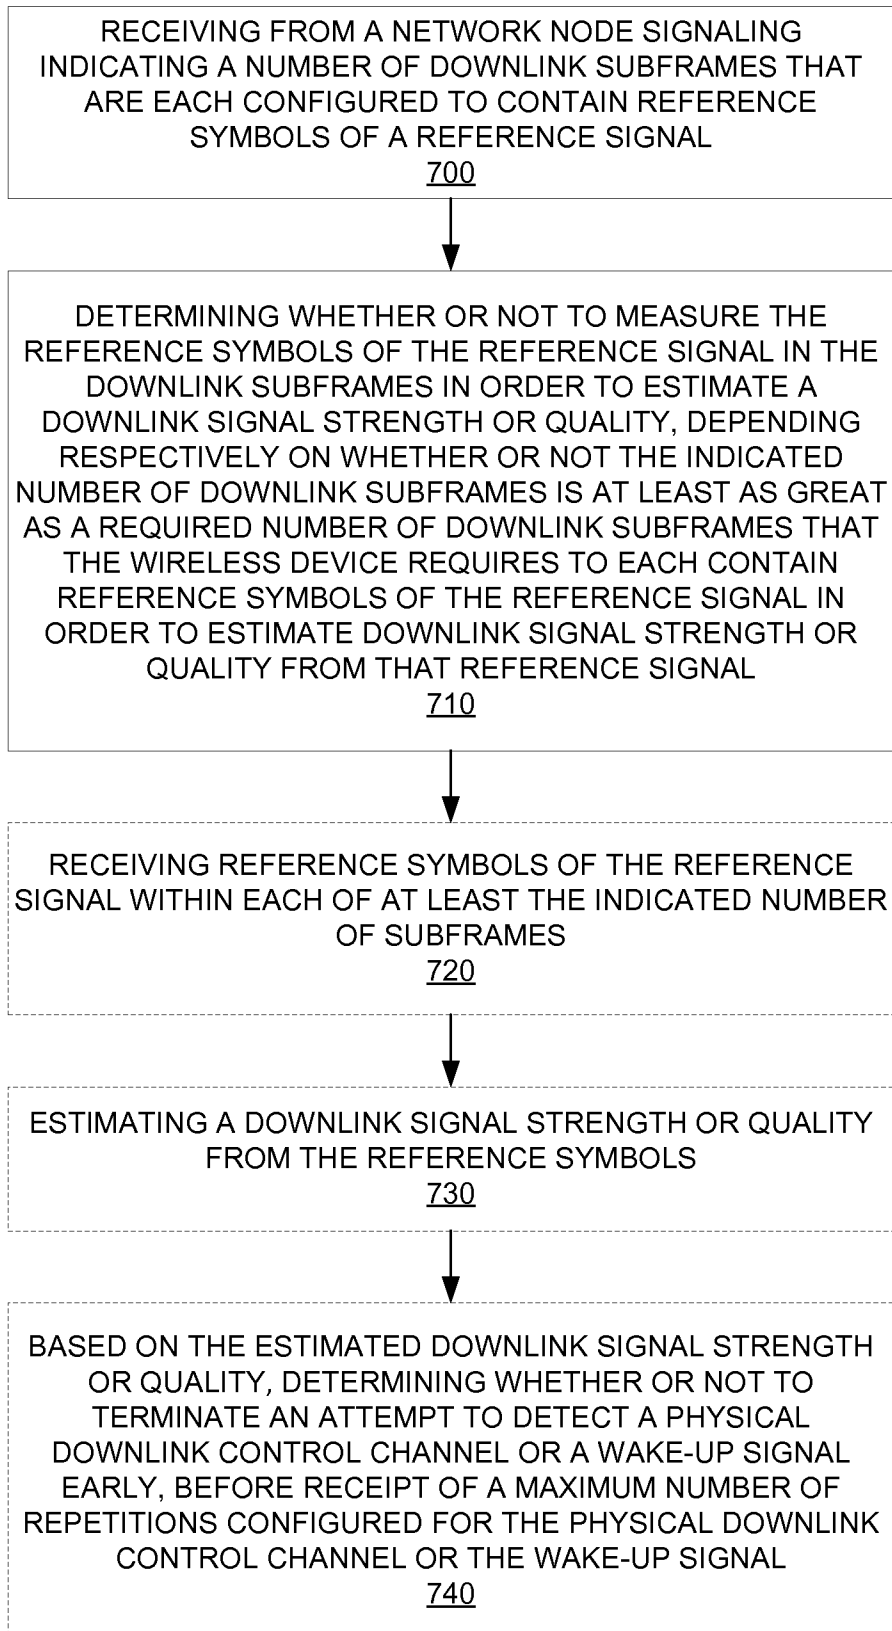 RECEIVING FROM A NETWORK NODE SIGNALING
INDICATING A NUMBER OF DOWNLINK SUBFRAMES THAT
ARE EACH CONFIGURED TO CONTAIN REFERENCE
SYMBOLS OF A REFERENCE SIGNAL
700
DETERMINING WHETHER OR NOT TO MEASURE THE
REFERENCE SYMBOLS OF THE REFERENCE SIGNAL IN THE
DOWNLINK SUBFRAMES IN ORDER TO ESTIMATE A
DOWNLINK SIGNAL STRENGTH OR QUALITY, DEPENDING
RESPECTIVELY ON WHETHER OR NOT THE INDICATED
NUMBER OF DOWNLINK SUBFRAMES IS AT LEAST AS GREAT
AS A REQUIRED NUMBER OF DOWNLINK SUBFRAMES THAT
THE WIRELESS DEVICE REQUIRES TO EACH CONTAIN
REFERENCE SYMBOLS OF THE REFERENCE SIGNAL IN
ORDER TO ESTIMATE DOWNLINK SIGNAL STRENGTH OR
QUALITY FROM THAT REFERENCE SIGNAL
710
RECEIVING REFERENCE SYMBOLS OF THE REFERENCE
SIGNAL WITHIN EACH OF AT LEAST THE INDICATED NUMBER
OF SUBFRAMES
720
ESTIMATING A DOWNLINK SIGNAL STRENGTH OR QUALITY
FROM THE REFERENCE SYMBOLS
730
BASED ON THE ESTIMATED DOWNLINK SIGNAL STRENGTH
OR QUALITY, DETERMINING WHETHER OR NOT TO
TERMINATE AN ATTEMPT TO DETECT A PHYSICAL
DOWNLINK CONTROL CHANNEL OR A WAKE-UP SIGNAL
EARLY, BEFORE RECEIPT OF A MAXIMUM NUMBER OF
REPETITIONS CONFIGURED FOR THE PHYSICAL DOWNLINK
CONTROL CHANNEL OR THE WAKE-UP SIGNAL
740